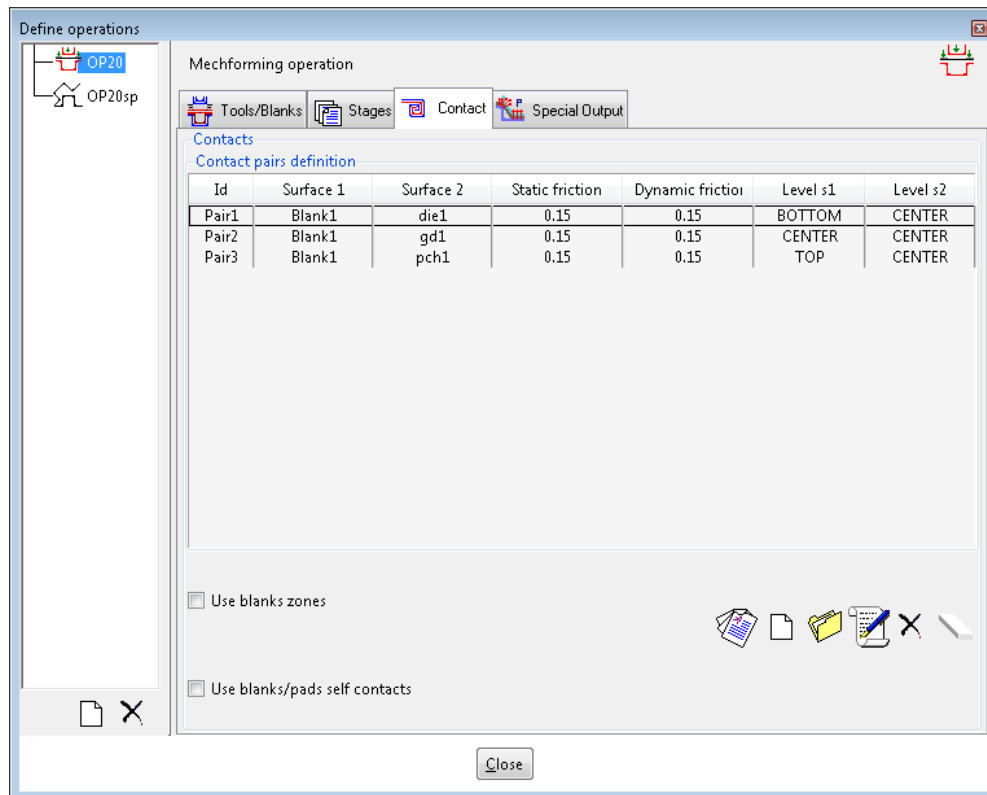 Define operations
OP20
OP20sp
Mechforming operation
Tools/Blanks Stages Contact Special Output
Contacts
Contact pairs definition
Id Surface 1 Surface 2 Static friction Dynamic friction Level s1 Level s2
Pair1 Blank1 die1 0.15 0.15 BOTTOM CENTER
Pair2 Blank1 gd1 0.15 0.15 CENTER CENTER
Pair3 Blank1 pch1 0.15 0.15 TOP CENTER
Use blanks zones
Use blanks/pads self contacts
Close